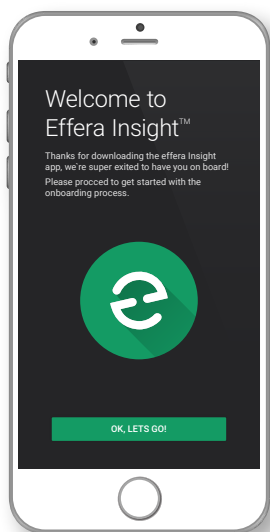 Welcome to
Effera Insight™
Thanks for downloading the effera Insight
app, we're super exited to have you on board!
Please procced to get started with the
onboarding process.
OK, LETS GO!